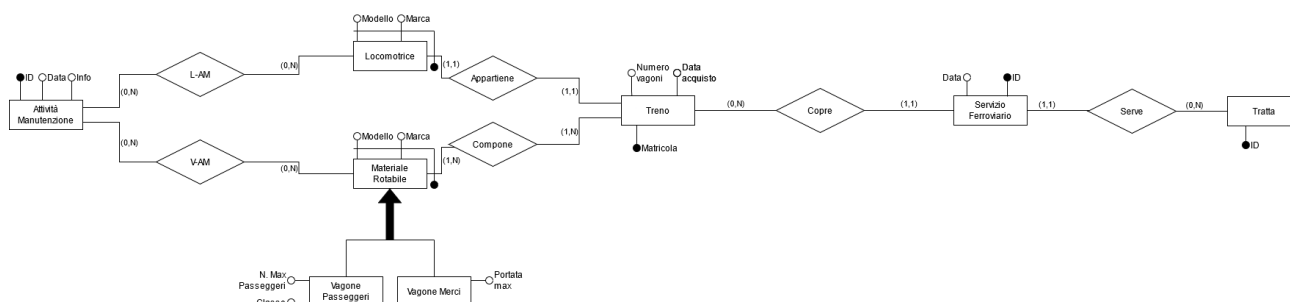 Modello Marca
Locomotrice
ID Data Info
L-AM
(0,N)
(0,N)
(1,1)
Appartiene
(1,1)
Attività
Manutenzione
(0,N)
V-AM
(0,N)
Modello Marca
Materiale
Rotabile
(1,N)
Compone
(1,N)
Numero
vagoni
Data
acquisto
Treno
Matricola
(0,N)
Copre
(1,1)
Data
ID
Servizio
Ferroviario
(1,1)
Serve
(0,N)
Tratta
ID
N. Max
Passeggeri
Vagone
Passeggeri
Vagone Merci
Portata
max
Classe